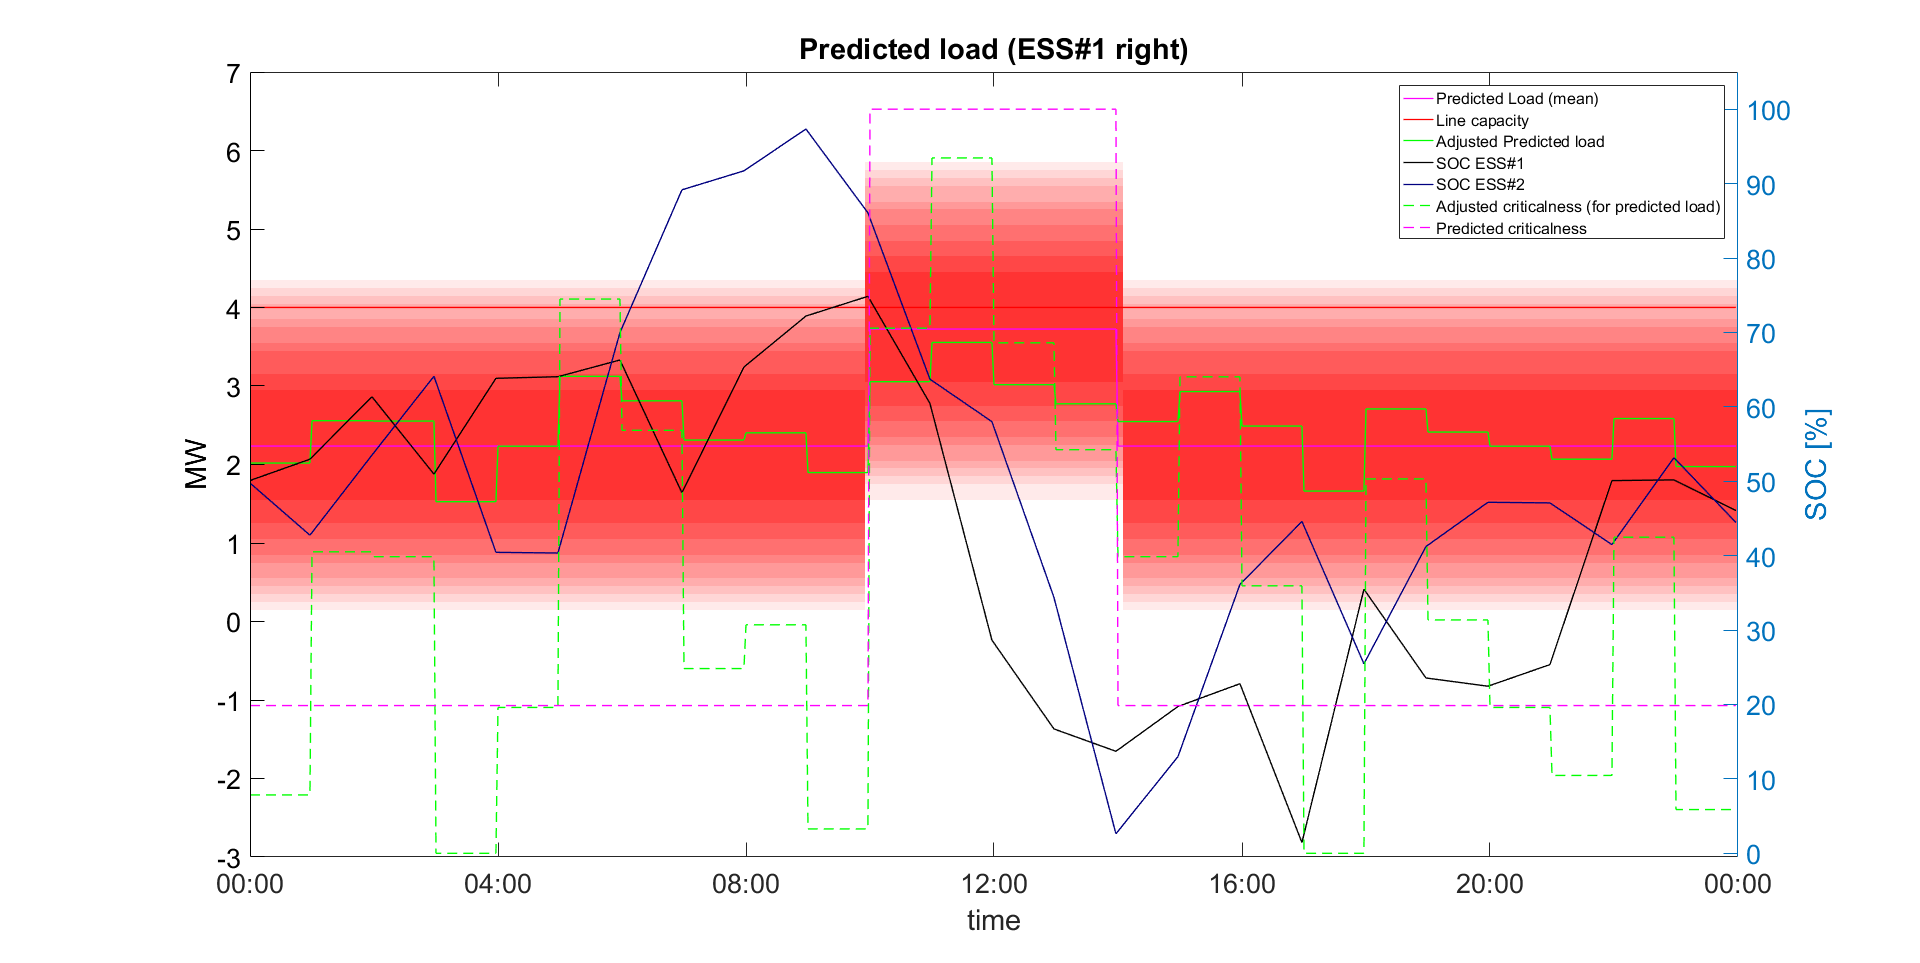 Predicted load (ESS#1 right)
7
6
5
4
3
2
1
0
-1
-2
-3
MW
Predicted Load (mean)
Line capacity
Adjusted Predicted load
SOC ESS#1
SOC ESS#2
Adjusted criticalness (for predicted load)
Predicted criticalness
100
90
80
70
60
50
40
30
20
10
0
SOC [%]
00:00 04:00 08:00 12:00 16:00 20:00 00:00
time